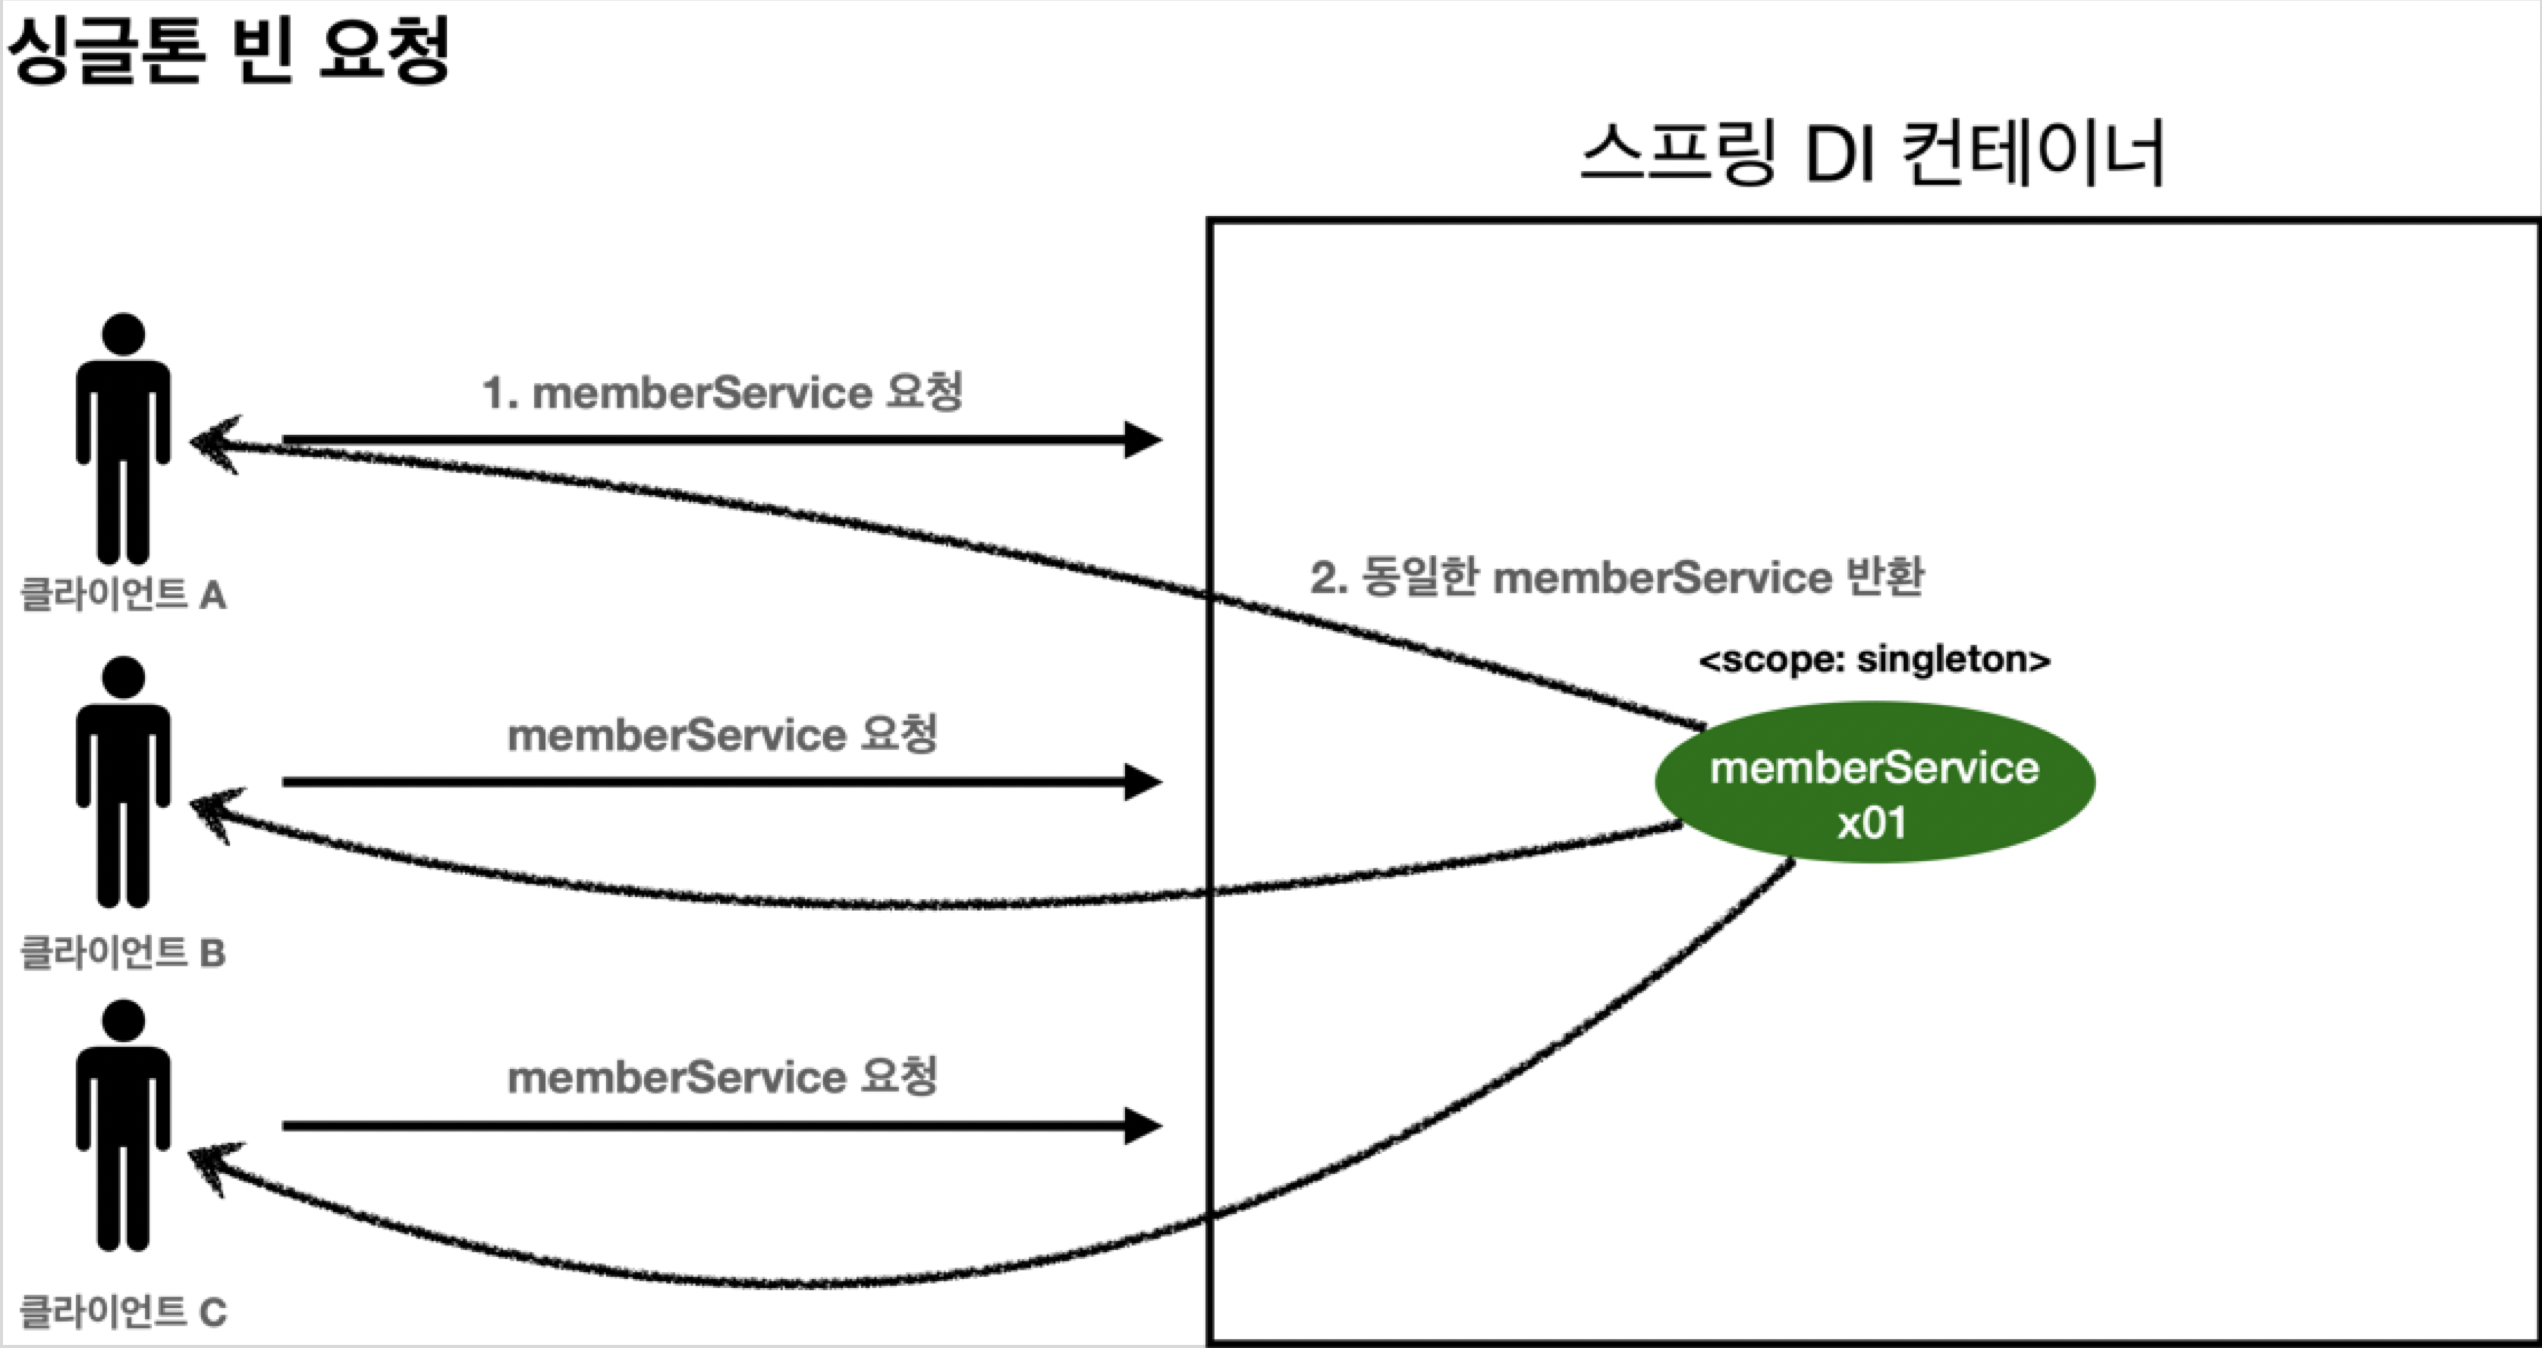 싱글톤 빈 요청
스프링 DI 컨테이너
1. memberService 요청
클라이언트 A
2. 동일한 memberService 반환
<scope: singleton>
memberService
x01
memberService 요청
클라이언트 B
memberService 요청
클라이언트 C